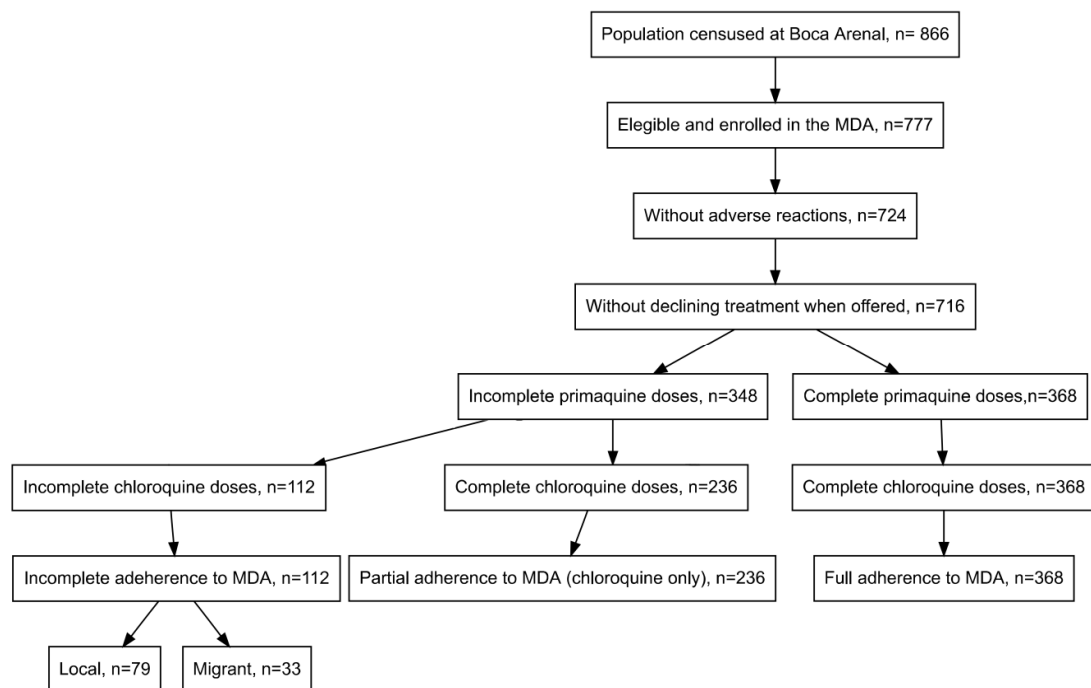 Population censused at Boca Arenal, n= 866
Elegible and enrolled in the MDA, n=777
Without adverse reactions, n=724
Without declining treatment when offered, n=716
Incomplete primaquine doses, n=348
Complete primaquine doses,n=368
Incomplete chloroquine doses, n=112
Complete chloroquine doses, n=236
Complete chloroquine doses, n=368
Incomplete adeherence to MDA, n=112
Partial adherence to MDA (chloroquine only), n=236
Full adherence to MDA, n=368
Local, n=79
Migrant, n=33